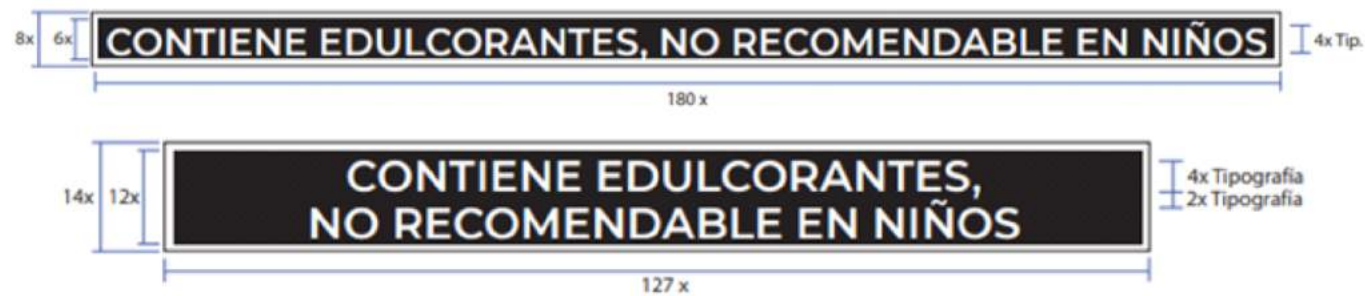 8x 6x CONTIENE EDULCORANTES, NO RECOMENDABLE EN NIÑOS 4x Tip.
180 x
14x 12x CONTIENE EDULCORANTES,
NO RECOMENDABLE EN NIÑOS
4x Tipografía
2x Tipografía
127 x